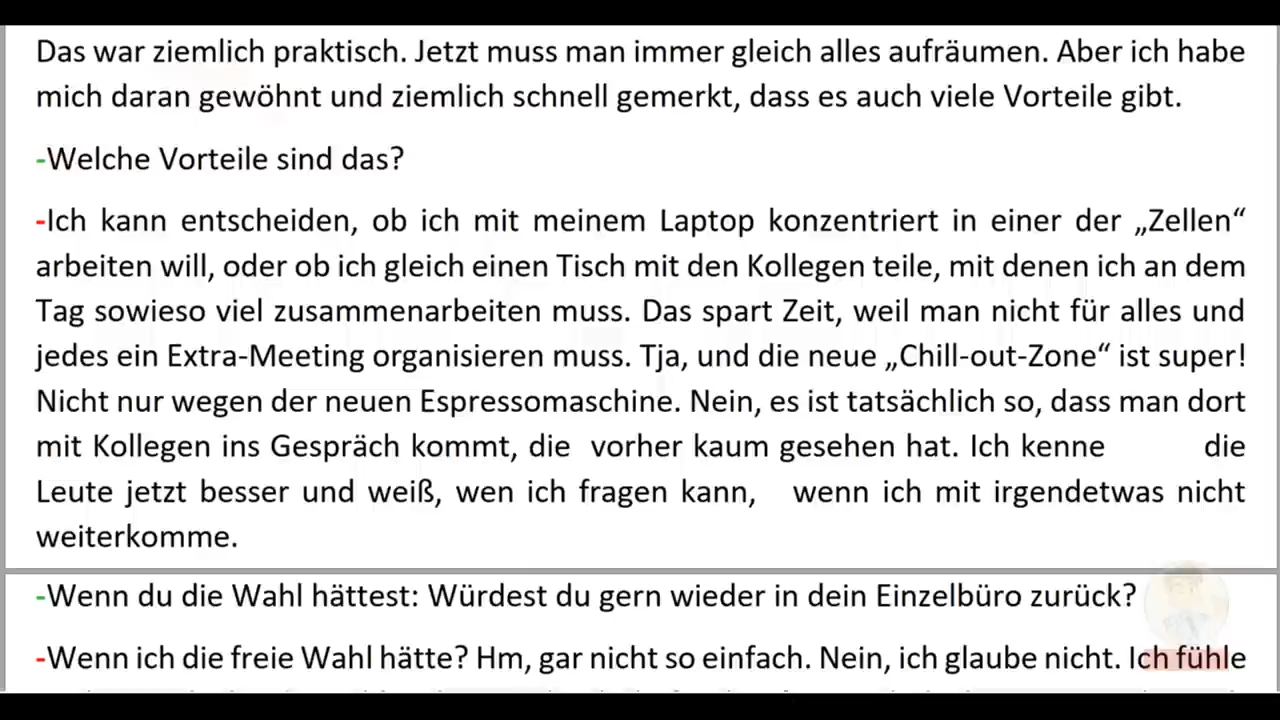 Das war ziemlich praktisch. Jetzt muss man immer gleich alles aufräumen. Aber ich habe
mich daran gewöhnt und ziemlich schnell gemerkt, dass es auch viele Vorteile gibt.
-Welche Vorteile sind das?
-Ich kann entscheiden, ob ich mit meinem Laptop konzentriert in einer der „Zellen“
arbeiten will, oder ob ich gleich einen Tisch mit den Kollegen teile, mit denen ich an dem
Tag sowieso viel zusammenarbeiten muss. Das spart Zeit, weil man nicht für alles und
jedes ein Extra-Meeting organisieren muss. Tja, und die neue „Chill-out-Zone“ ist super!
Nicht nur wegen der neuen Espressomaschine. Nein, es ist tatsächlich so, dass man dort
mit Kollegen ins Gespräch kommt, die vorher kaum gesehen hat. Ich kenne die
Leute jetzt besser und weiß, wen ich fragen kann, wenn ich mit irgendetwas nicht
weiterkomme.
-Wenn du die Wahl hättest: Würdest du gern wieder in dein Einzelbüro zurück?
-Wenn ich die freie Wahl hätte? Hm, gar nicht so einfach. Nein, ich glaube nicht. Ich fühle